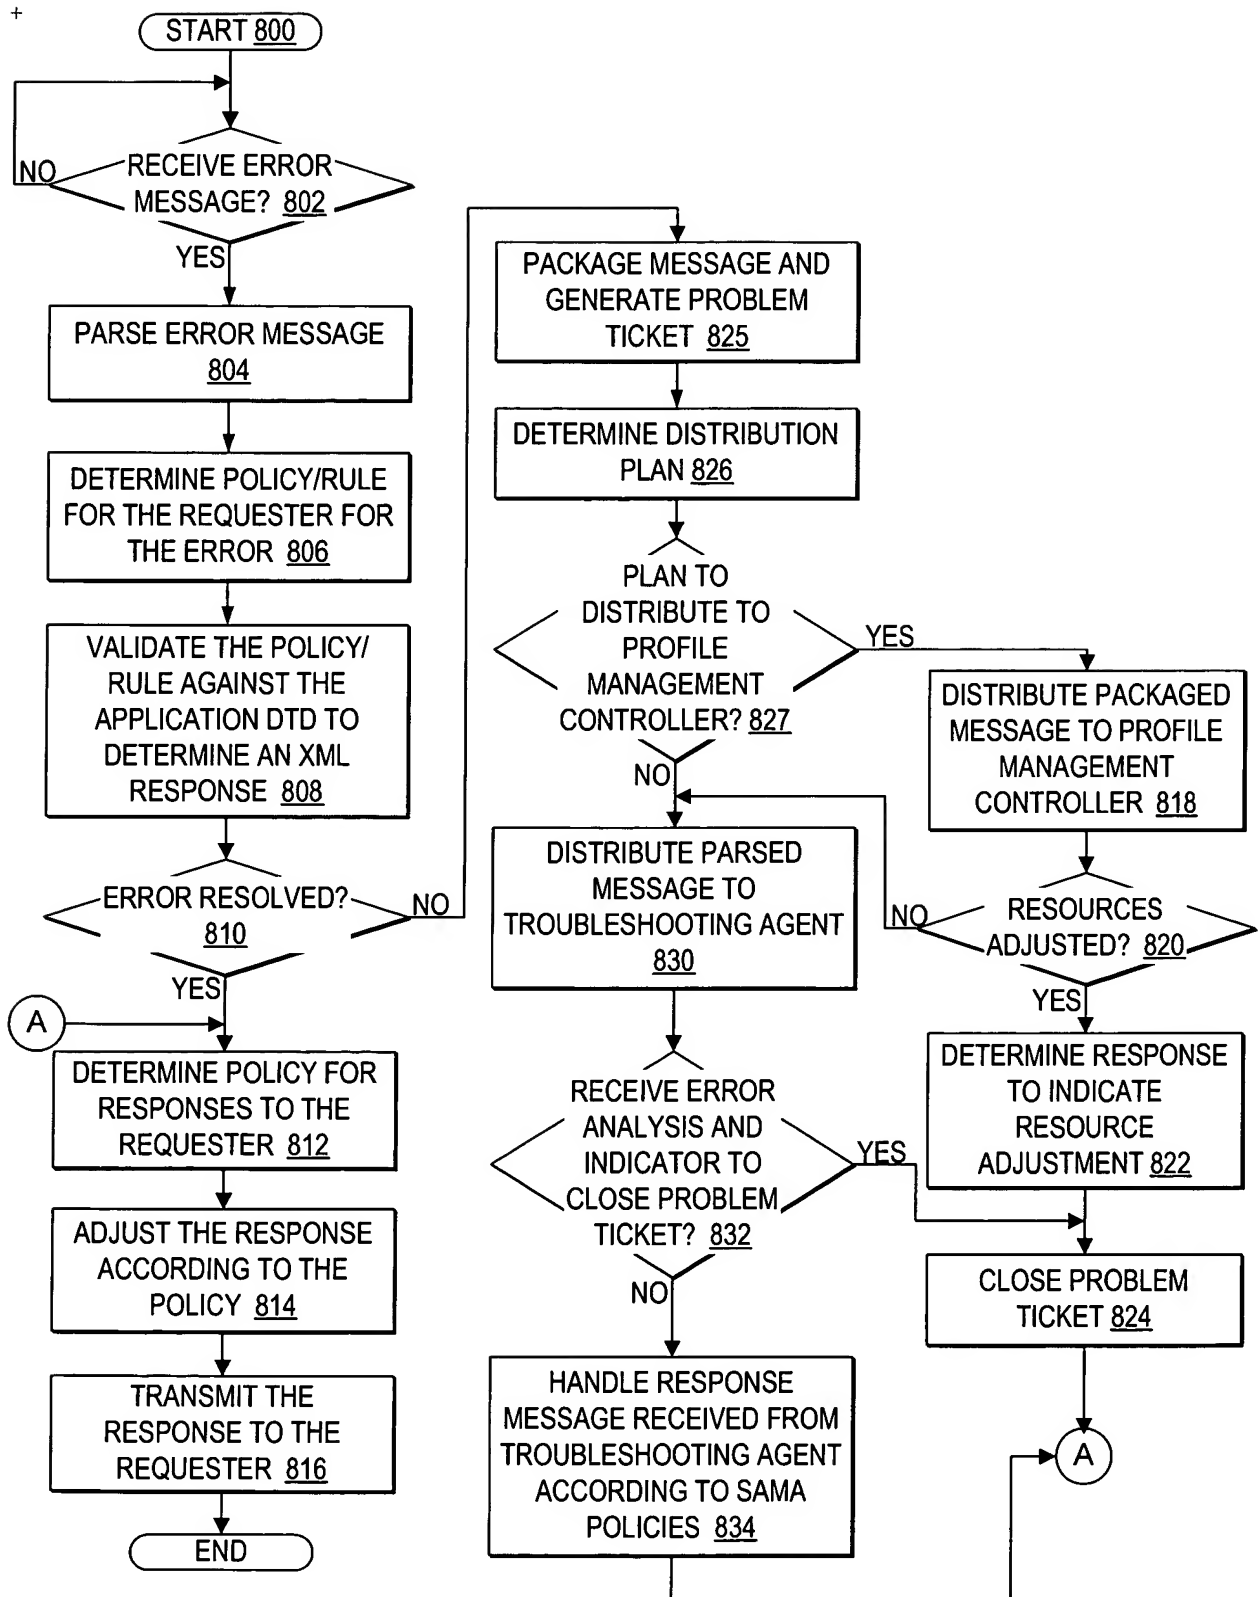 +
START 800
NO
RECEIVE ERROR
MESSAGE? 802
YES
PARSE ERROR MESSAGE
804
DETERMINE POLICY/RULE
FOR THE REQUESTER FOR
THE ERROR 806
VALIDATE THE POLICY/
RULE AGAINST THE
APPLICATION DTD TO
DETERMINE AN XML
RESPONSE 808
ERROR RESOLVED?
810
NO
YES
A
DETERMINE POLICY FOR
RESPONSES TO THE
REQUESTER 812
ADJUST THE RESPONSE
ACCORDING TO THE
POLICY 814
TRANSMIT THE
RESPONSE TO THE
REQUESTER 816
END
PACKAGE MESSAGE AND
GENERATE PROBLEM
TICKET 825
DETERMINE DISTRIBUTION
PLAN 826
PLAN TO
DISTRIBUTE TO
PROFILE
MANAGEMENT
CONTROLLER? 827
YES
NO
DISTRIBUTE PARSED
MESSAGE TO
TROUBLESHOOTING AGENT
830
RECEIVE ERROR
ANALYSIS AND
INDICATOR TO
CLOSE PROBLEM
TICKET? 832
YES
NO
HANDLE RESPONSE
MESSAGE RECEIVED FROM
TROUBLESHOOTING AGENT
ACCORDING TO SAMA
POLICIES 834
DISTRIBUTE PACKAGED
MESSAGE TO PROFILE
MANAGEMENT
CONTROLLER 818
NO
RESOURCES
ADJUSTED? 820
YES
DETERMINE RESPONSE
TO INDICATE
RESOURCE
ADJUSTMENT 822
CLOSE PROBLEM
TICKET 824
A